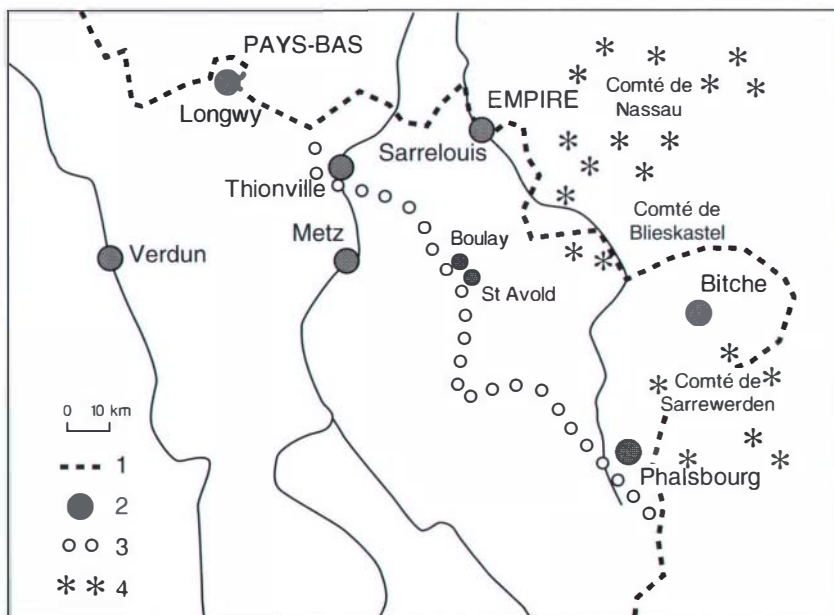 PAYS-BAS
Longwy
EMPIRE
Comté de
Nassau
Sarrelouis
Thionville
Comté de
Blieskastel
Verdun
Metz
Boulay
St Avold
Bitche
Comté de
Sarrewerden
Phalsbourg
0 10 km
1
2
3
4